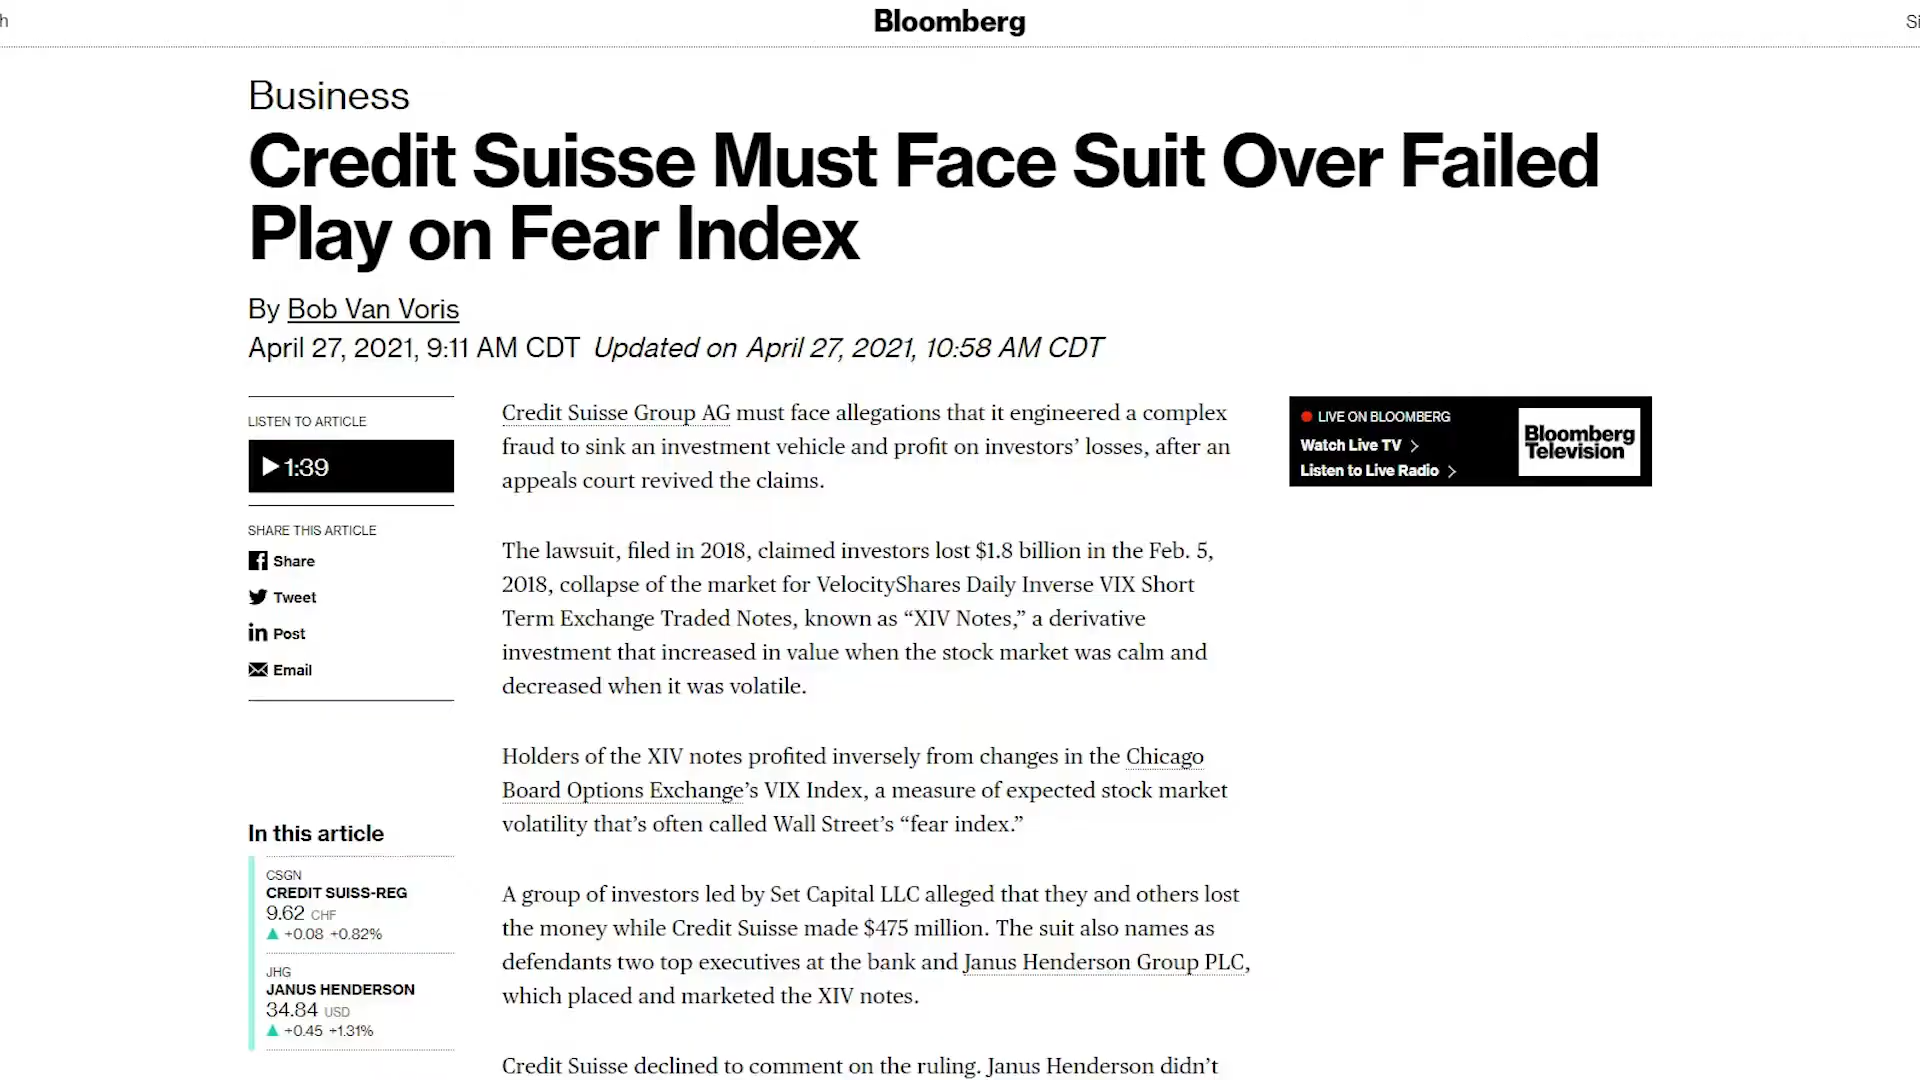 h
Bloomberg
Si
Business
Credit Suisse Must Face Suit Over Failed
Play on Fear Index
By Bob Van Voris
April 27, 2021, 9:11 AM CDT Updated on April 27, 2021, 10:58 AM CDT
LISTEN TO ARTICLE
1:39
SHARE THIS ARTICLE
Share
Tweet
in Post
Email
In this article
CSGN
CREDIT SUISS-REG
9.62 CHF
+0.08 +0.82%
JHG
JANUS HENDERSON
34.84 USD
+0.45 +1.31%
Credit Suisse Group AG must face allegations that it engineered a complex
fraud to sink an investment vehicle and profit on investors’ losses, after an
appeals court revived the claims.
The lawsuit, filed in 2018, claimed investors lost $1.8 billion in the Feb. 5,
2018, collapse of the market for VelocityShares Daily Inverse VIX Short
Term Exchange Traded Notes, known as “XIV Notes,” a derivative
investment that increased in value when the stock market was calm and
decreased when it was volatile.
Holders of the XIV notes profited inversely from changes in the Chicago
Board Options Exchange’s VIX Index, a measure of expected stock market
volatility that’s often called Wall Street’s “fear index.”
A group of investors led by Set Capital LLC alleged that they and others lost
the money while Credit Suisse made $475 million. The suit also names as
defendants two top executives at the bank and Janus Henderson Group PLC,
which placed and marketed the XIV notes.
Credit Suisse declined to comment on the ruling. Janus Henderson didn’t
LIVE ON BLOOMBERG
Watch Live TV
Listen to Live Radio
Bloomberg
Television